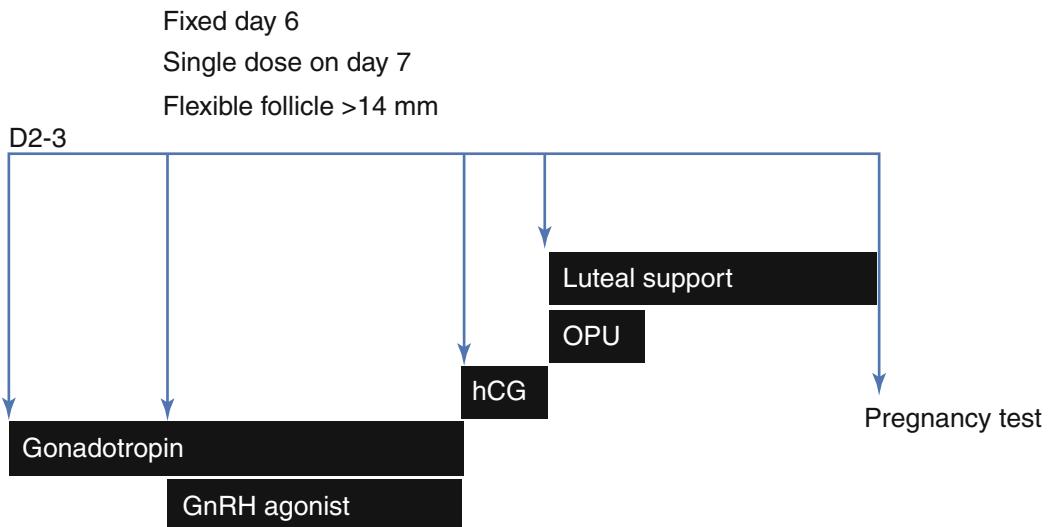 Fixed day 6
Single dose on day 7
Flexible follicle >14 mm
D2-3
Luteal support
OPU
hCG
Pregnancy test
Gonadotropin
GnRH agonist